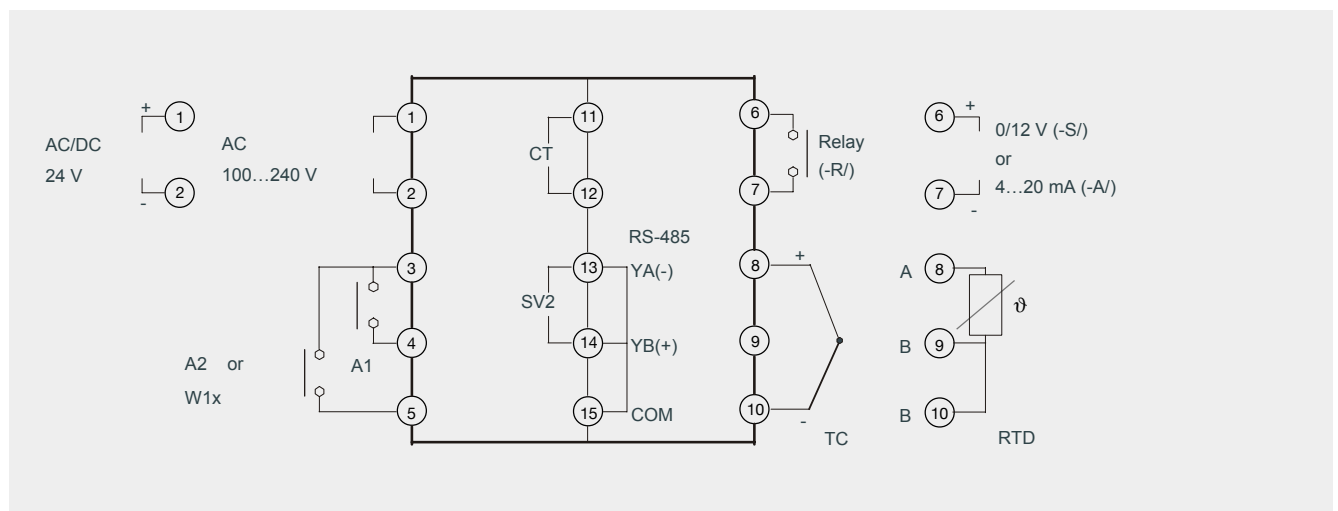 +
1
AC/DC
24 V
2
-
AC
100…240 V
1
2
3
4
5
A2 or
W1x
A1
11
CT
12
RS-485
13
YA(-)
SV2
14
YB(+)
15
COM
6
Relay
(-R/)
7
8
+
9
10
-
TC
6
+
0/12 V (-S/)
or
4…20 mA (-A/)
7
-
A
8
ϑ
B
9
B
10
RTD